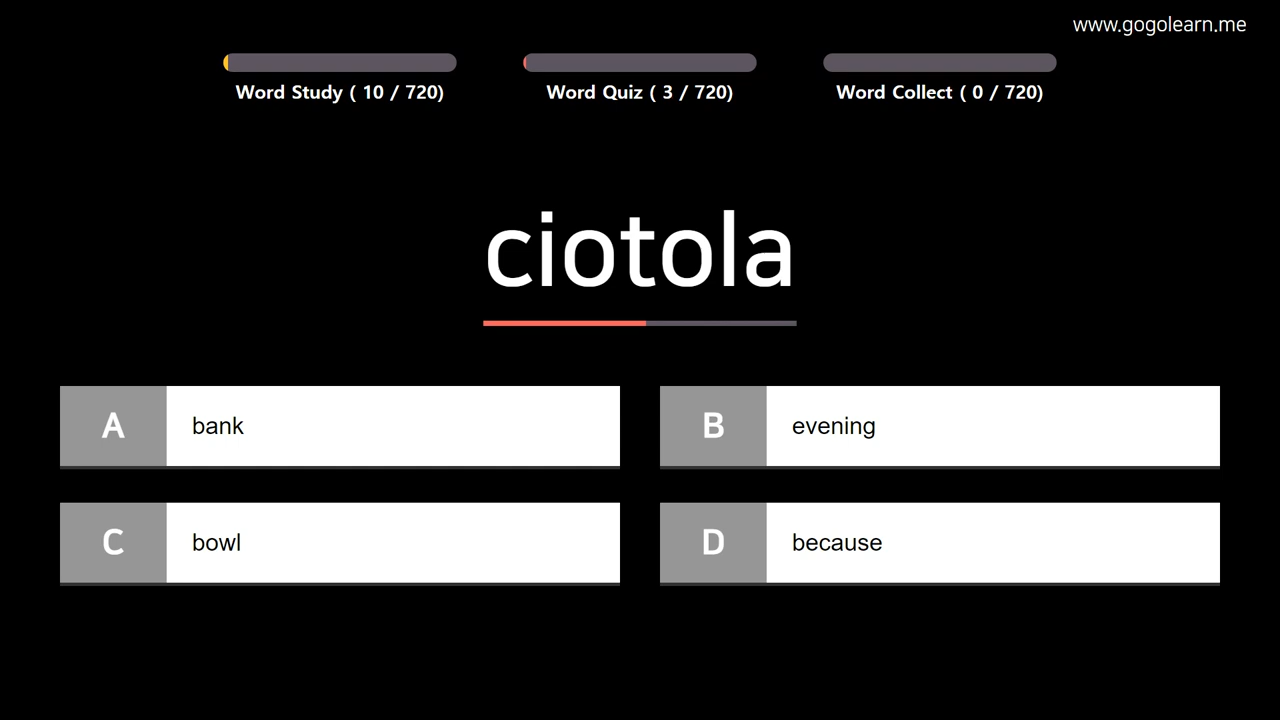 www.gogolearn.me
Word Study ( 10 / 720)
Word Quiz ( 3 / 720)
Word Collect ( 0 / 720)
ciotola
A bank
B evening
C bowl
D because